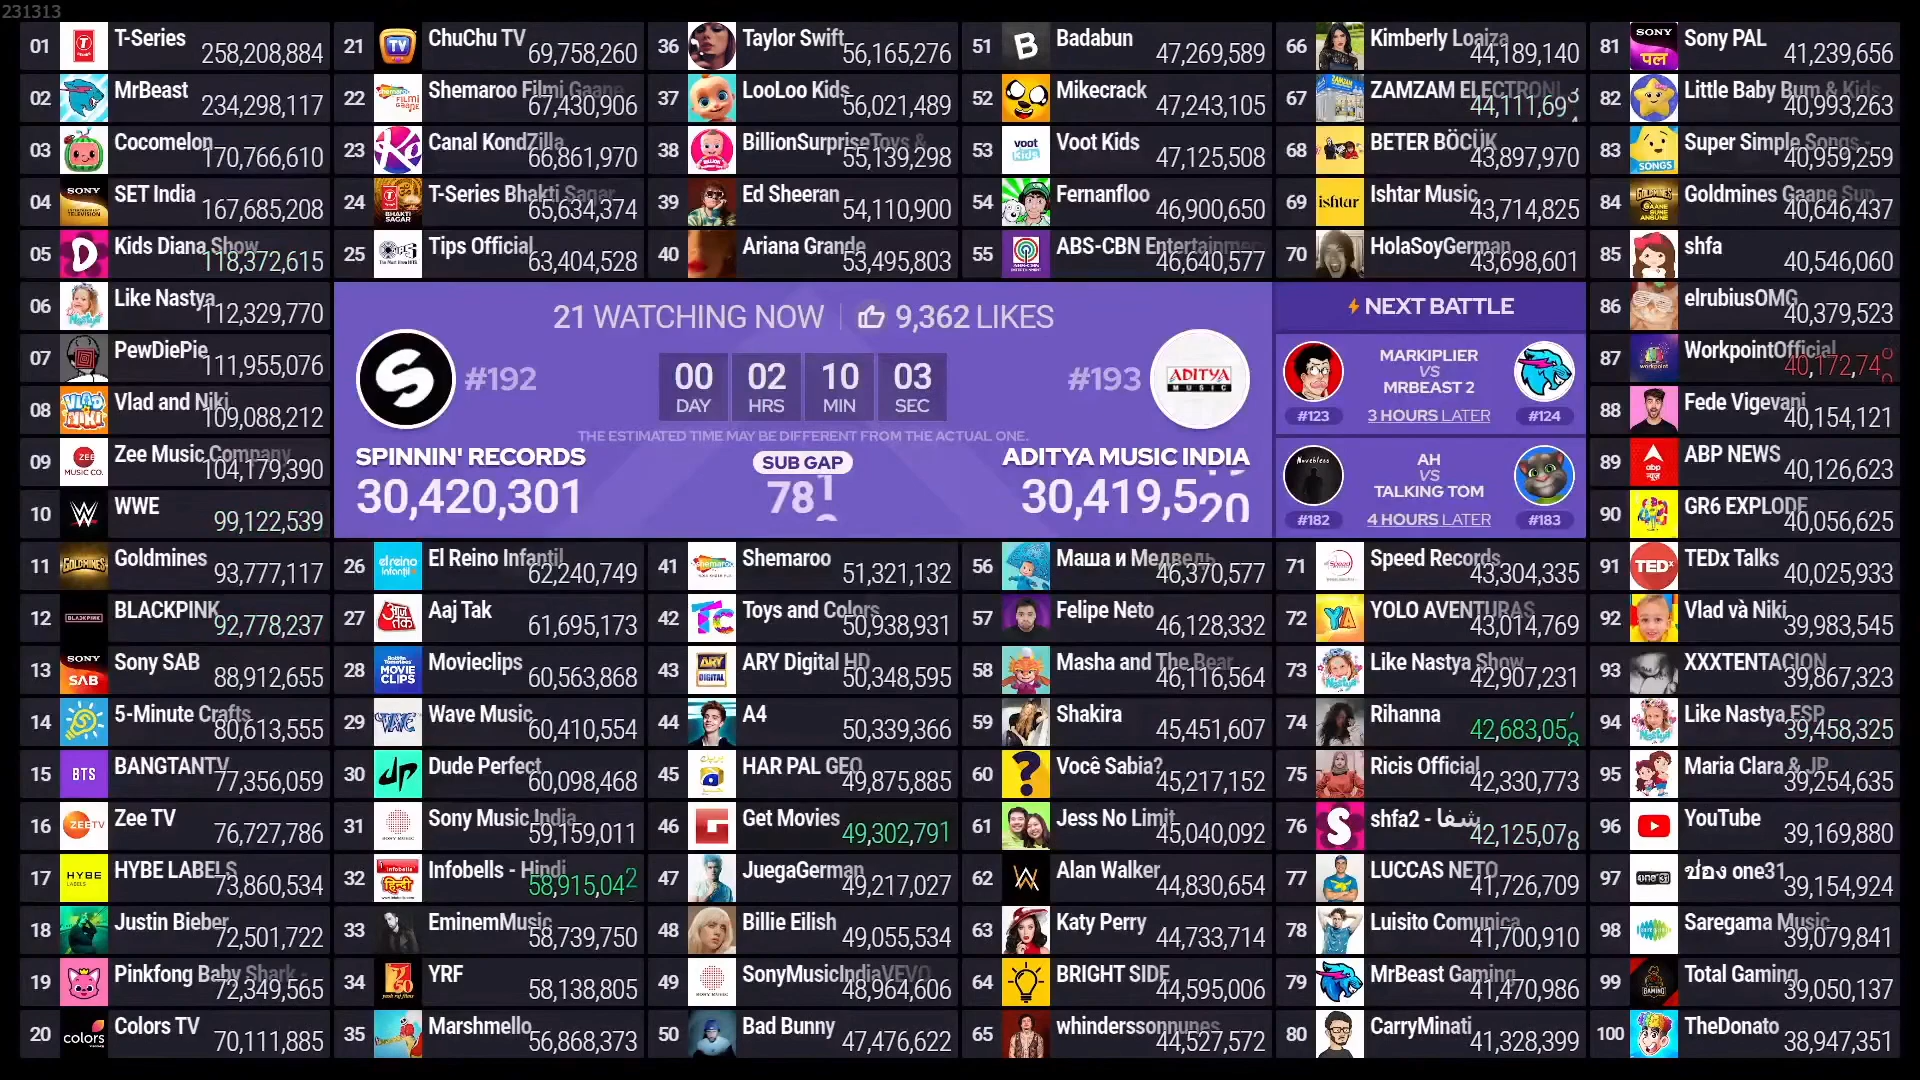 231313
01 T-Series 258,208,884
02 MrBeast 234,298,117
03 Cocomelon 170,766,610
04 SET India 167,685,208
05 Kids Diana Show 118,372,615
06 Like Nastya 112,329,770
07 PewDiePie 111,955,076
08 Vlad and Niki 109,088,212
09 Zee Music Company 104,179,390
10 WWE 99,122,539
11 Goldmines 93,777,117
12 BLACKPINK 92,778,237
13 Sony SAB 88,912,655
14 5-Minute Crafts 80,613,555
15 BANGTANTV 77,356,059
16 Zee TV 76,727,786
17 HYBE LABELS 73,860,534
18 Justin Bieber 72,501,722
19 Pinkfong Baby Shark - 72,349,565
20 Colors TV 70,111,885
21 ChuChu TV 69,758,260
22 Shemaroo Filmi Gaane 67,430,906
23 Canal KondZilla 66,861,970
24 T-Series Bhakti Sagar 65,634,374
25 Tips Official 63,404,528
36 Taylor Swift 56,165,276
37 LooLoo Kids 56,021,489
38 BillionSurpriseToys & 55,139,298
39 Ed Sheeran 54,110,900
40 Ariana Grande 53,495,803
51 Badabun 47,269,589
52 Mikecrack 47,243,105
53 Voot Kids 47,125,508
54 Fernanfloo 46,900,650
55 ABS-CBN Entertainme 46,640,577
66 Kimberly Loaiza 44,189,140
67 ZAMZAM ELECTRONI 44,111,69
68 BETER BÖCÜK 43,897,970
69 Ishtar Music 43,714,825
70 HolaSoyGerman 43,698,601
21 WATCHING NOW 9,362 LIKES
#192
00 DAY 02 HRS 10 MIN 03 SEC
#193
ADITYA MUSIC
THE ESTIMATED TIME MAY BE DIFFERENT FROM THE ACTUAL ONE.
SPINNIN' RECORDS
30,420,301
SUB GAP
78
ADITYA MUSIC INDIA
30,419,520
NEXT BATTLE
MARKIPLIER
VS
MRBEAST 2
#123 3 HOURS LATER #124
AH
VS
TALKING TOM
#182 4 HOURS LATER #183
26 El Reino Infantil 62,240,749
27 Aaj Tak 61,695,173
28 Movieclips 60,563,868
29 Wave Music 60,410,554
30 Dude Perfect 60,098,468
31 Sony Music India 59,159,011
32 Infobells - Hindi 58,915,042
33 EminemMusic 58,739,750
34 YRF 58,138,805
35 Marshmello 56,868,373
41 Shemaroo 51,321,132
42 Toys and Colors 50,938,931
43 ARY Digital HD 50,348,595
44 A4 50,339,366
45 HAR PAL GEO 49,875,885
46 Get Movies 49,302,791
47 JuegaGerman 49,217,027
48 Billie Eilish 49,055,534
49 SonyMusicIndiaVEVO 48,964,606
50 Bad Bunny 47,476,622
56 Маша и Медведь 46,370,577
57 Felipe Neto 46,128,332
58 Masha and The Bear 46,116,564
59 Shakira 45,451,607
60 Você Sabia? 45,217,152
61 Jess No Limit 45,040,092
62 Alan Walker 44,830,654
63 Katy Perry 44,733,714
64 BRIGHT SIDE 44,595,006
65 whinderssonnunes 44,527,572
71 Speed Records 43,304,335
72 YOLO AVENTURAS 43,014,769
73 Like Nastya Show 42,907,231
74 Rihanna 42,683,05
75 Ricis Official 42,330,773
76 shfa2 - شفا 42,125,078
77 LUCCAS NETO 41,726,709
78 Luisito Comunica 41,700,910
79 MrBeast Gaming 41,470,986
80 CarryMinati 41,328,399
81 Sony PAL 41,239,656
82 Little Baby Bum & Kids 40,993,263
83 Super Simple Songs - 40,959,259
84 Goldmines Gaane Sun 40,646,437
85 shfa 40,546,060
86 elrubiusOMG 40,379,523
87 WorkpointOfficial 40,172,74
88 Fede Vigevani 40,154,121
89 ABP NEWS 40,126,623
90 GR6 EXPLODE 40,056,625
91 TEDx Talks 40,025,933
92 Vlad và Niki 39,983,545
93 XXXTENTACION 39,867,323
94 Like Nastya ESP 39,458,325
95 Maria Clara & JP 39,254,635
96 YouTube 39,169,880
97 ช่อง one31 39,154,924
98 Saregama Music 39,079,841
99 Total Gaming 39,050,137
100 TheDonato 38,947,351